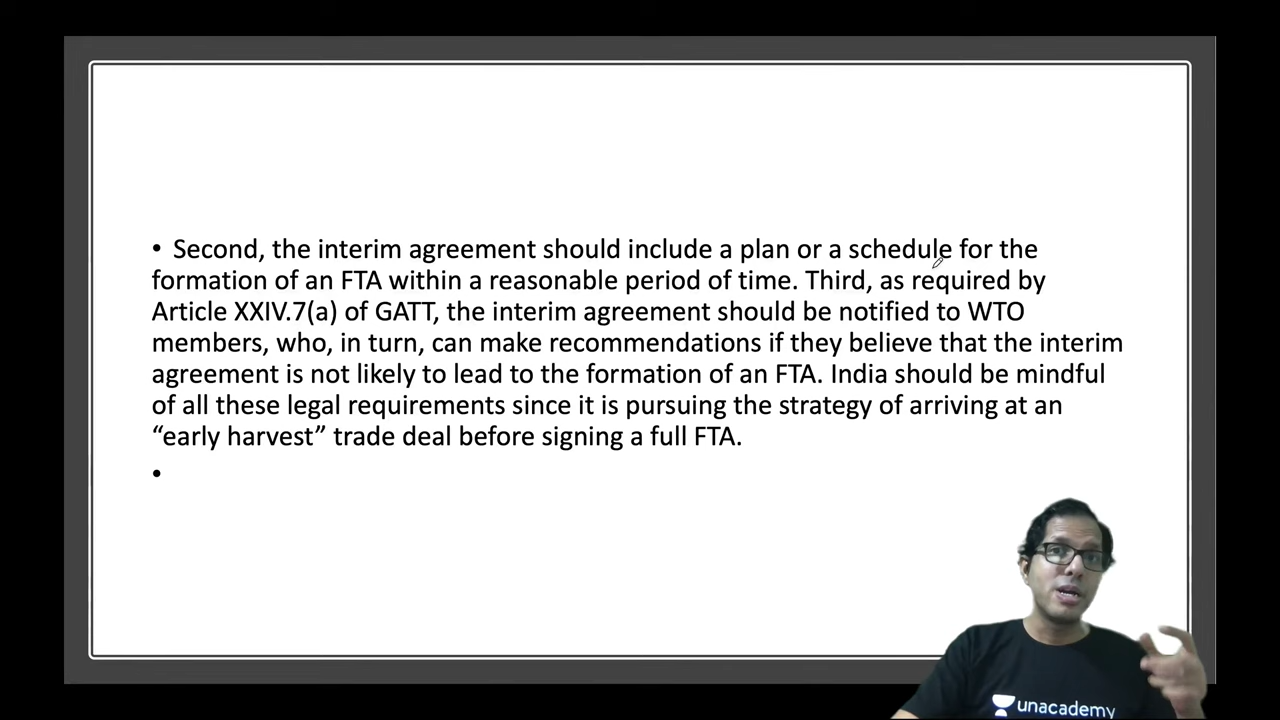 • Second, the interim agreement should include a plan or a schedule for the
formation of an FTA within a reasonable period of time. Third, as required by
Article XXIV.7(a) of GATT, the interim agreement should be notified to WTO
members, who, in turn, can make recommendations if they believe that the interim
agreement is not likely to lead to the formation of an FTA. India should be mindful
of all these legal requirements since it is pursuing the strategy of arriving at an
“early harvest” trade deal before signing a full FTA.
•
unacademy